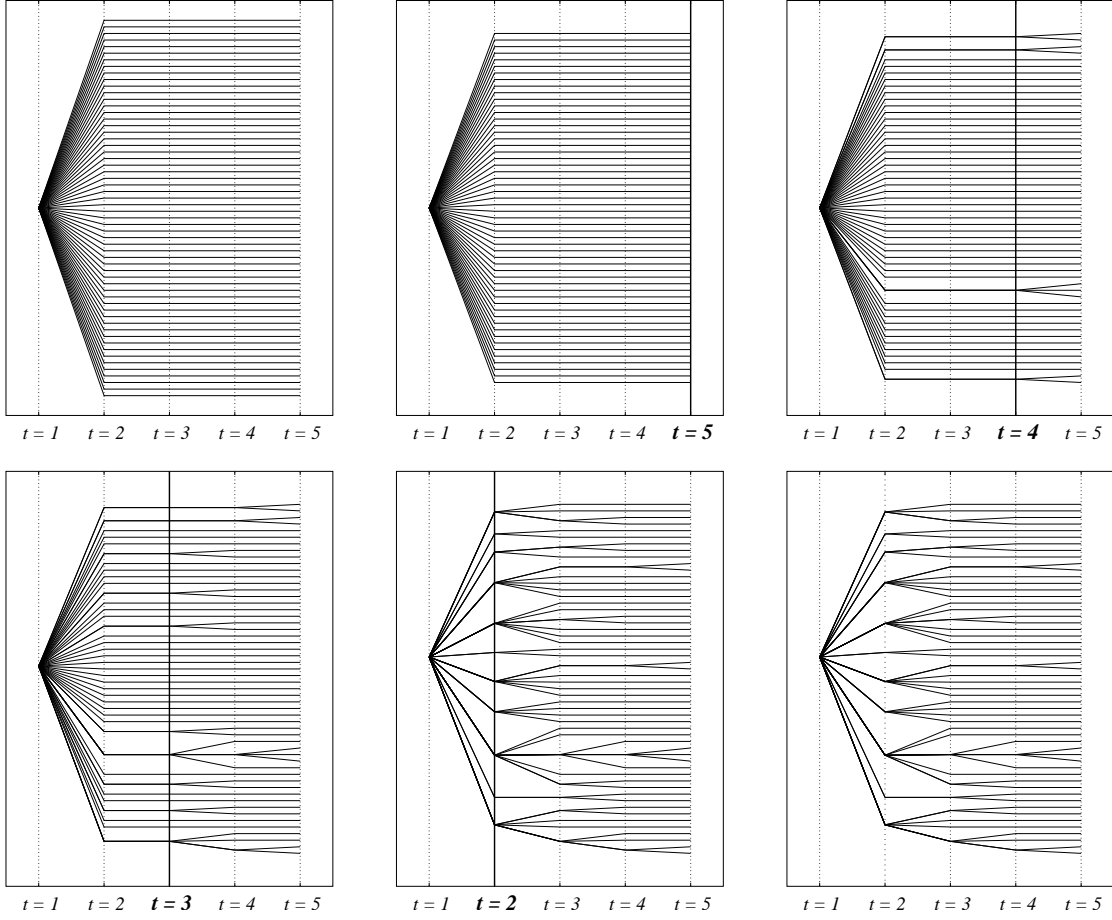 t = 1 t = 2 t = 3 t = 4 t = 5
t = 1 t = 2 t = 3 t = 4 t = 5
t = 1 t = 2 t = 3 t = 4 t = 5
t = 1 t = 2 t = 3 t = 4 t = 5
t = 1 t = 2 t = 3 t = 4 t = 5
t = 1 t = 2 t = 3 t = 4 t = 5